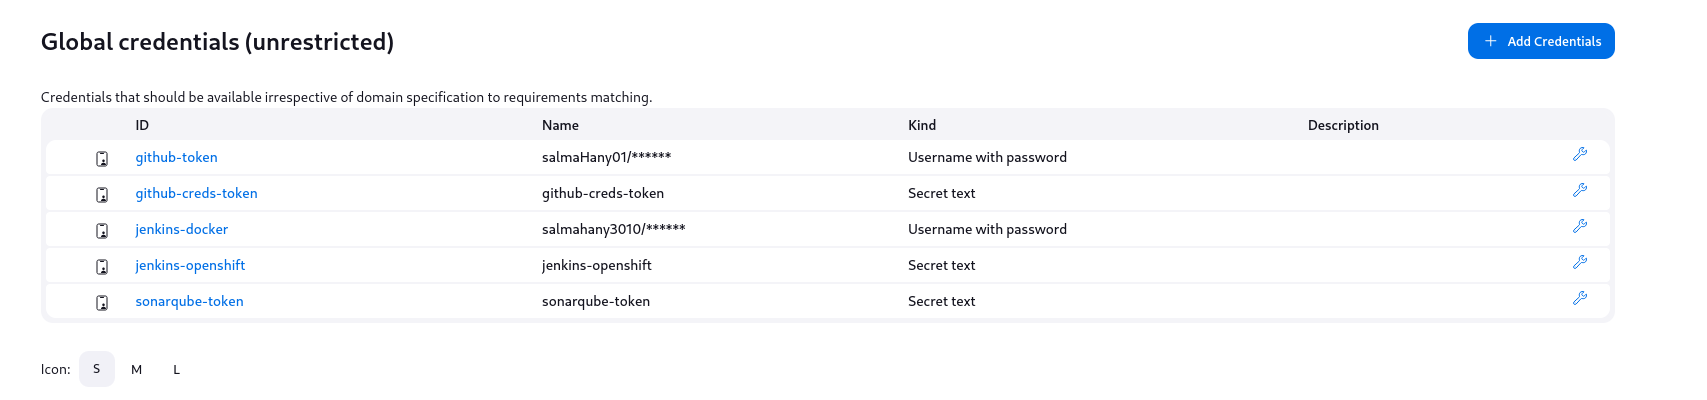 Global credentials (unrestricted)
+ Add Credentials
Credentials that should be available irrespective of domain specification to requirements matching.
ID Name Kind Description
github-token salmaHany01/****** Username with password
github-creds-token github-creds-token Secret text
jenkins-docker salmahany3010/****** Username with password
jenkins-openshift jenkins-openshift Secret text
sonarqube-token sonarqube-token Secret text
Icon: S M L